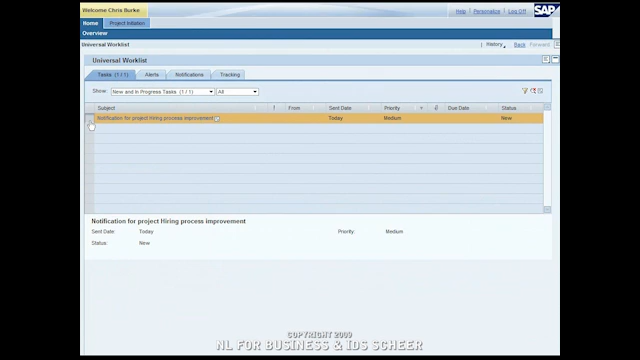 Welcome Chris Burke
Help Personalize Log Off SAP
Home Project Initiation
Overview
Universal Worklist History Back Forward
Universal Worklist
Tasks (1 / 1) Alerts Notifications Tracking
Show: New and In Progress Tasks (1 / 1) All
Subject ! From Sent Date Priority Due Date Status
Notification for project Hiring process improvement Today Medium New
Notification for project Hiring process improvement
Sent Date: Today Priority: Medium
Status: New
COPYRIGHT 2009
NL FOR BUSINESS & IDS SCHEER